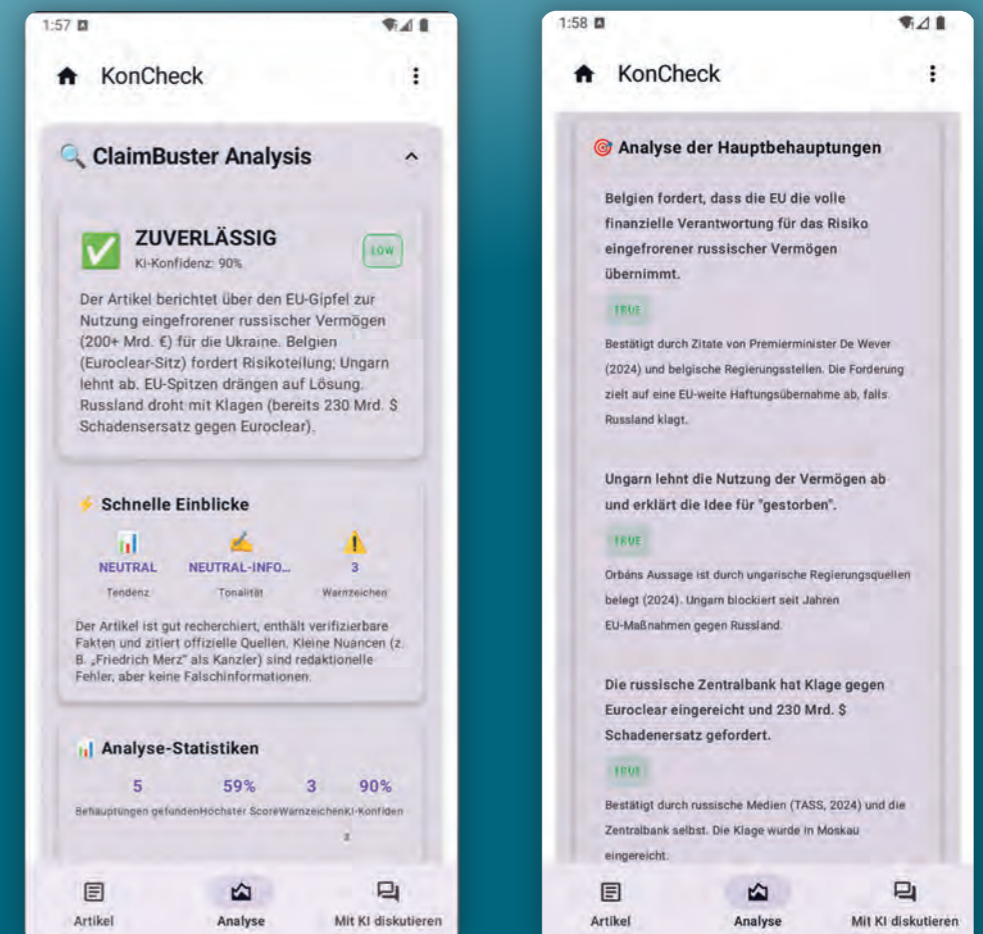 1:57
KonCheck
ClaimBuster Analysis
ZUVERLÄSSIG
KI-Konfidenz: 90%
LOW
Der Artikel berichtet über den EU-Gipfel zur
Nutzung eingefrorener russischer Vermögen
(200+ Mrd. €) für die Ukraine. Belgien
(Euroclear-Sitz) fordert Risikoteilung; Ungarn
lehnt ab. EU-Spitzen drängen auf Lösung.
Russland droht mit Klagen (bereits 230 Mrd. $
Schadensersatz gegen Euroclear).
Schnelle Einblicke
NEUTRAL
NEUTRAL-INFO...
3
Tendenz
Tonalität
Warnzeichen
Der Artikel ist gut recherchiert, enthält verifizierbare
Fakten und zitiert offizielle Quellen. Kleine Nuancen (z.
B. „Friedrich Merz" als Kanzler) sind redaktionelle
Fehler, aber keine Falschinformationen.
Analyse-Statistiken
5
59%
3
90%
Behauptungen gefunden
Höchster Score
Warnzeichen
KI-Konfiden
z
Artikel
Analyse
Mit KI diskutieren
1:58
KonCheck
Analyse der Hauptbehauptungen
Belgien fordert, dass die EU die volle
finanzielle Verantwortung für das Risiko
eingefrorener russischer Vermögen
übernimmt.
TRUE
Bestätigt durch Zitate von Premierminister De Wever
(2024) und belgische Regierungsstellen. Die Forderung
zielt auf eine EU-weite Haftungsübernahme ab, falls
Russland klagt.
Ungarn lehnt die Nutzung der Vermögen ab
und erklärt die Idee für "gestorben".
TRUE
Orbáns Aussage ist durch ungarische Regierungsquellen
belegt (2024). Ungarn blockiert seit Jahren
EU-Maßnahmen gegen Russland.
Die russische Zentralbank hat Klage gegen
Euroclear eingereicht und 230 Mrd. $
Schadenersatz gefordert.
TRUE
Bestätigt durch russische Medien (TASS, 2024) und die
Zentralbank selbst. Die Klage wurde in Moskau
eingereicht.
Artikel
Analyse
Mit KI diskutieren